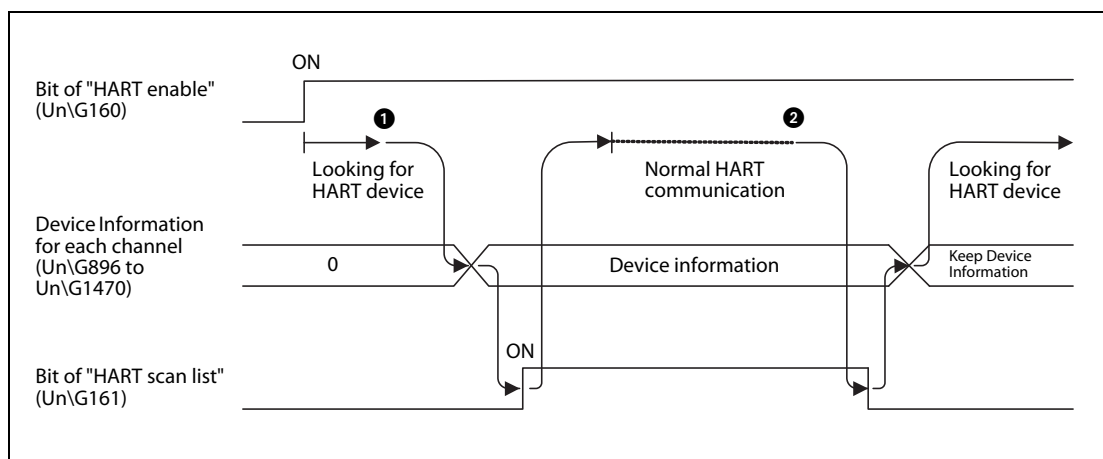 ON
Bit of "HART enable"
(Un\G160)
❶
❷
Looking for
HART device
Normal HART
communication
Looking for
HART device
Device Information
for each channel
(Un\G896 to
Un\G1470)
0
Device information
Keep Device
Information
ON
Bit of "HART scan list"
(Un\G161)